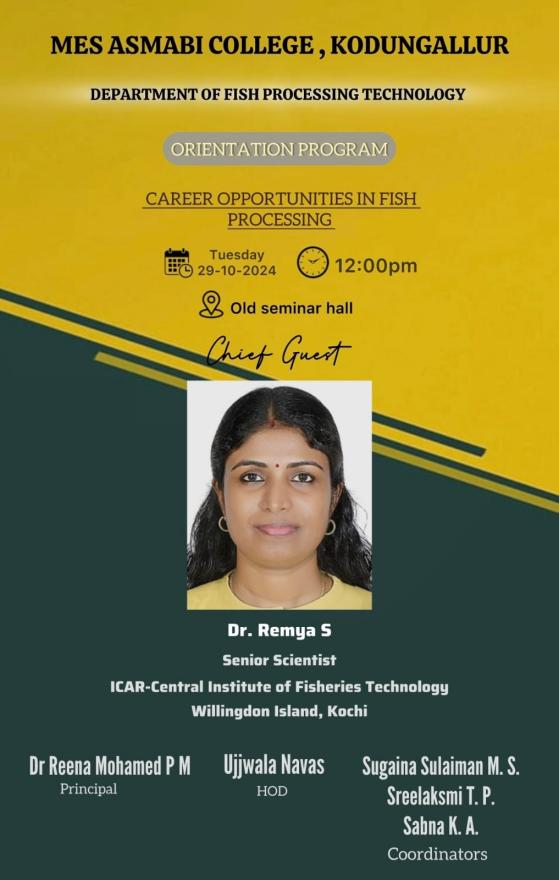 MES ASMABI COLLEGE , KODUNGALLUR
DEPARTMENT OF FISH PROCESSING TECHNOLOGY
ORIENTATION PROGRAM
CAREER OPPORTUNITIES IN FISH
PROCESSING
Tuesday
29-10-2024
12:00pm
Old seminar hall
Chief Guest
Dr. Remya S
Senior Scientist
ICAR-Central Institute of Fisheries Technology
Willingdon Island, Kochi
Dr Reena Mohamed P M
Principal
Ujjwala Navas
HOD
Sugaina Sulaiman M. S.
Sreelaksmi T. P.
Sabna K. A.
Coordinators